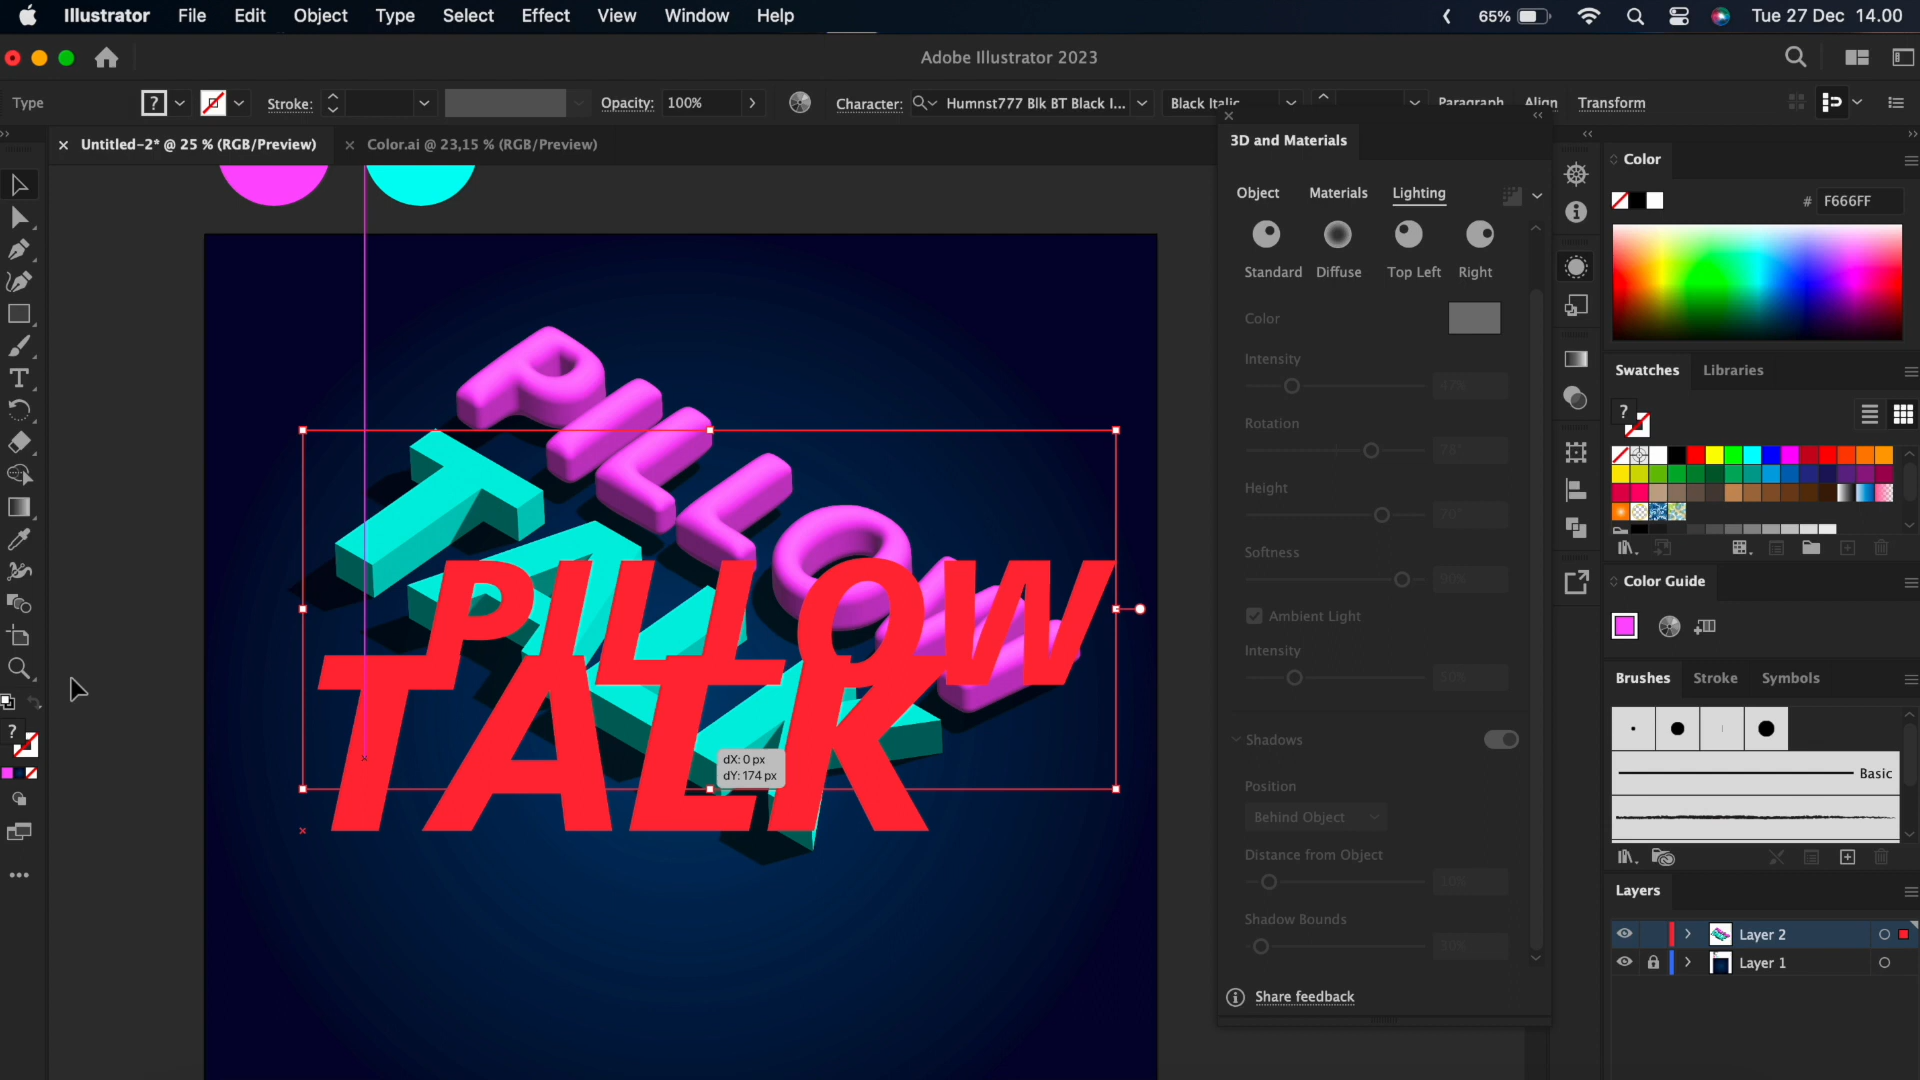 Illustrator File Edit Object Type Select Effect View Window Help
65% Tue 27 Dec 14.00
Adobe Illustrator 2023
Type ? Stroke: Opacity: 100% Character: Humnst777 Blk BT Black I... Black Italic Paragraph Align Transform
Untitled-2* @ 25 % (RGB/Preview)
Color.ai @ 23,15 % (RGB/Preview)
3D and Materials
Object Materials Lighting
Standard Diffuse Top Left Right
Color
Intensity
47%
Rotation
Height
70°
Softness
90%
Ambient Light
Intensity
50%
Shadows
Position
Behind Object
Distance from Object
10%
Shadow Bounds
Share feedback
PILLOW
TALK
PILLOW
TALK
dX: 0 px
dY: 174 px
Color
# F666FF
Swatches Libraries
?
Color Guide
Brushes Stroke Symbols
Basic
Layers
Layer 2
Layer 1
T
?